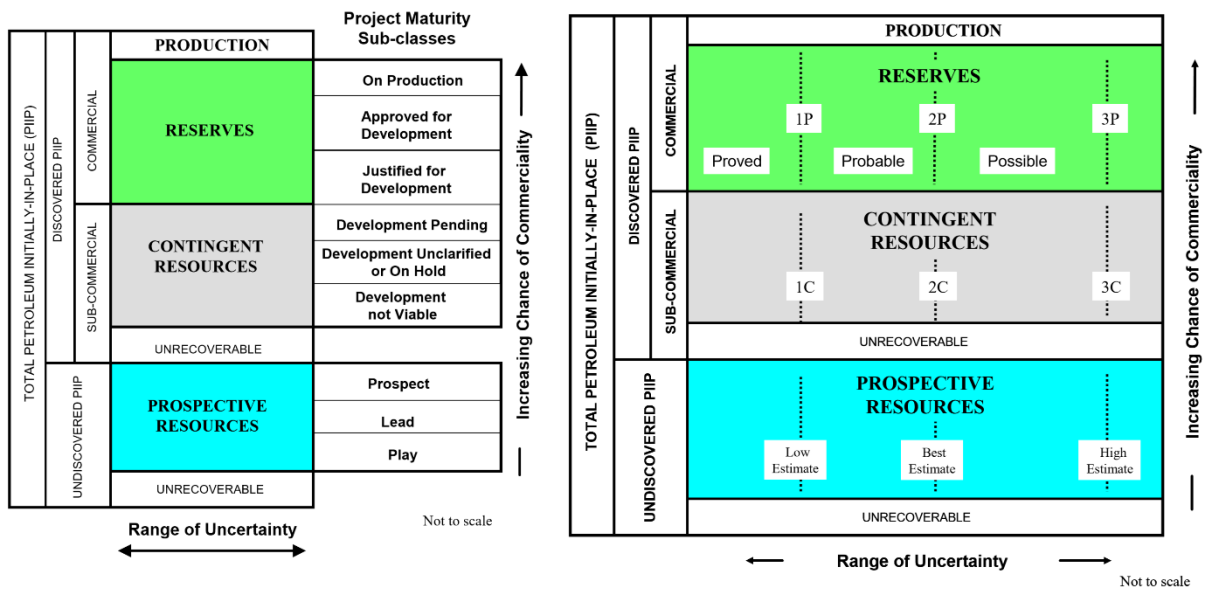 Project Maturity
Sub-classes
TOTAL PETROLEUM INITIALLY-IN-PLACE (PIIP)
DISCOVERED PIIP
COMMERCIAL
SUB-COMMERCIAL
UNDISCOVERED PIIP
PRODUCTION
RESERVES
On Production
Approved for
Development
Justified for
Development
CONTINGENT
RESOURCES
Development Pending
Development Unclarified
or On Hold
Development
not Viable
UNRECOVERABLE
PROSPECTIVE
RESOURCES
Prospect
Lead
Play
UNRECOVERABLE
Increasing Chance of Commerciality
Range of Uncertainty
Not to scale
TOTAL PETROLEUM INITIALLY-IN-PLACE (PIIP)
DISCOVERED PIIP
COMMERCIAL
SUB-COMMERCIAL
UNDISCOVERED PIIP
PRODUCTION
RESERVES
1P
2P
3P
Proved
Probable
Possible
CONTINGENT
RESOURCES
1C
2C
3C
UNRECOVERABLE
PROSPECTIVE
RESOURCES
Low
Estimate
Best
Estimate
High
Estimate
UNRECOVERABLE
Increasing Chance of Commerciality
Range of Uncertainty
Not to scale